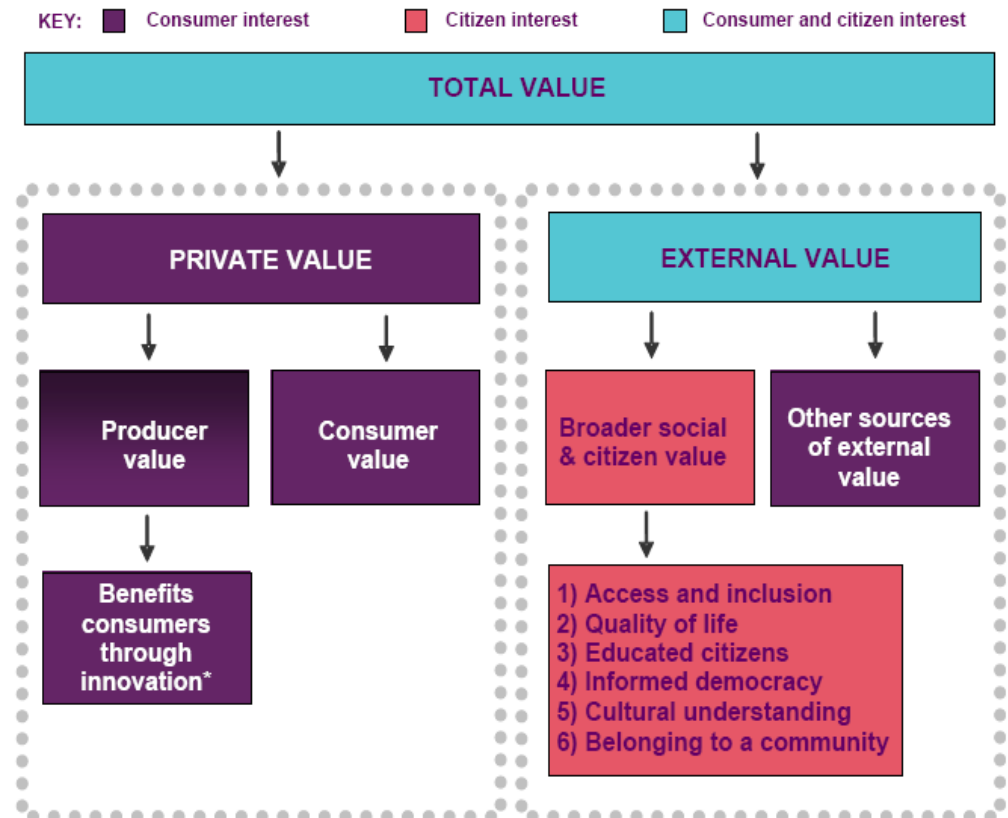 KEY: Consumer interest Citizen interest Consumer and citizen interest
TOTAL VALUE
PRIVATE VALUE
EXTERNAL VALUE
Producer
value
Consumer
value
Broader social
& citizen value
Other sources
of external
value
Benefits
consumers
through
innovation*
1) Access and inclusion
2) Quality of life
3) Educated citizens
4) Informed democracy
5) Cultural understanding
6) Belonging to a community